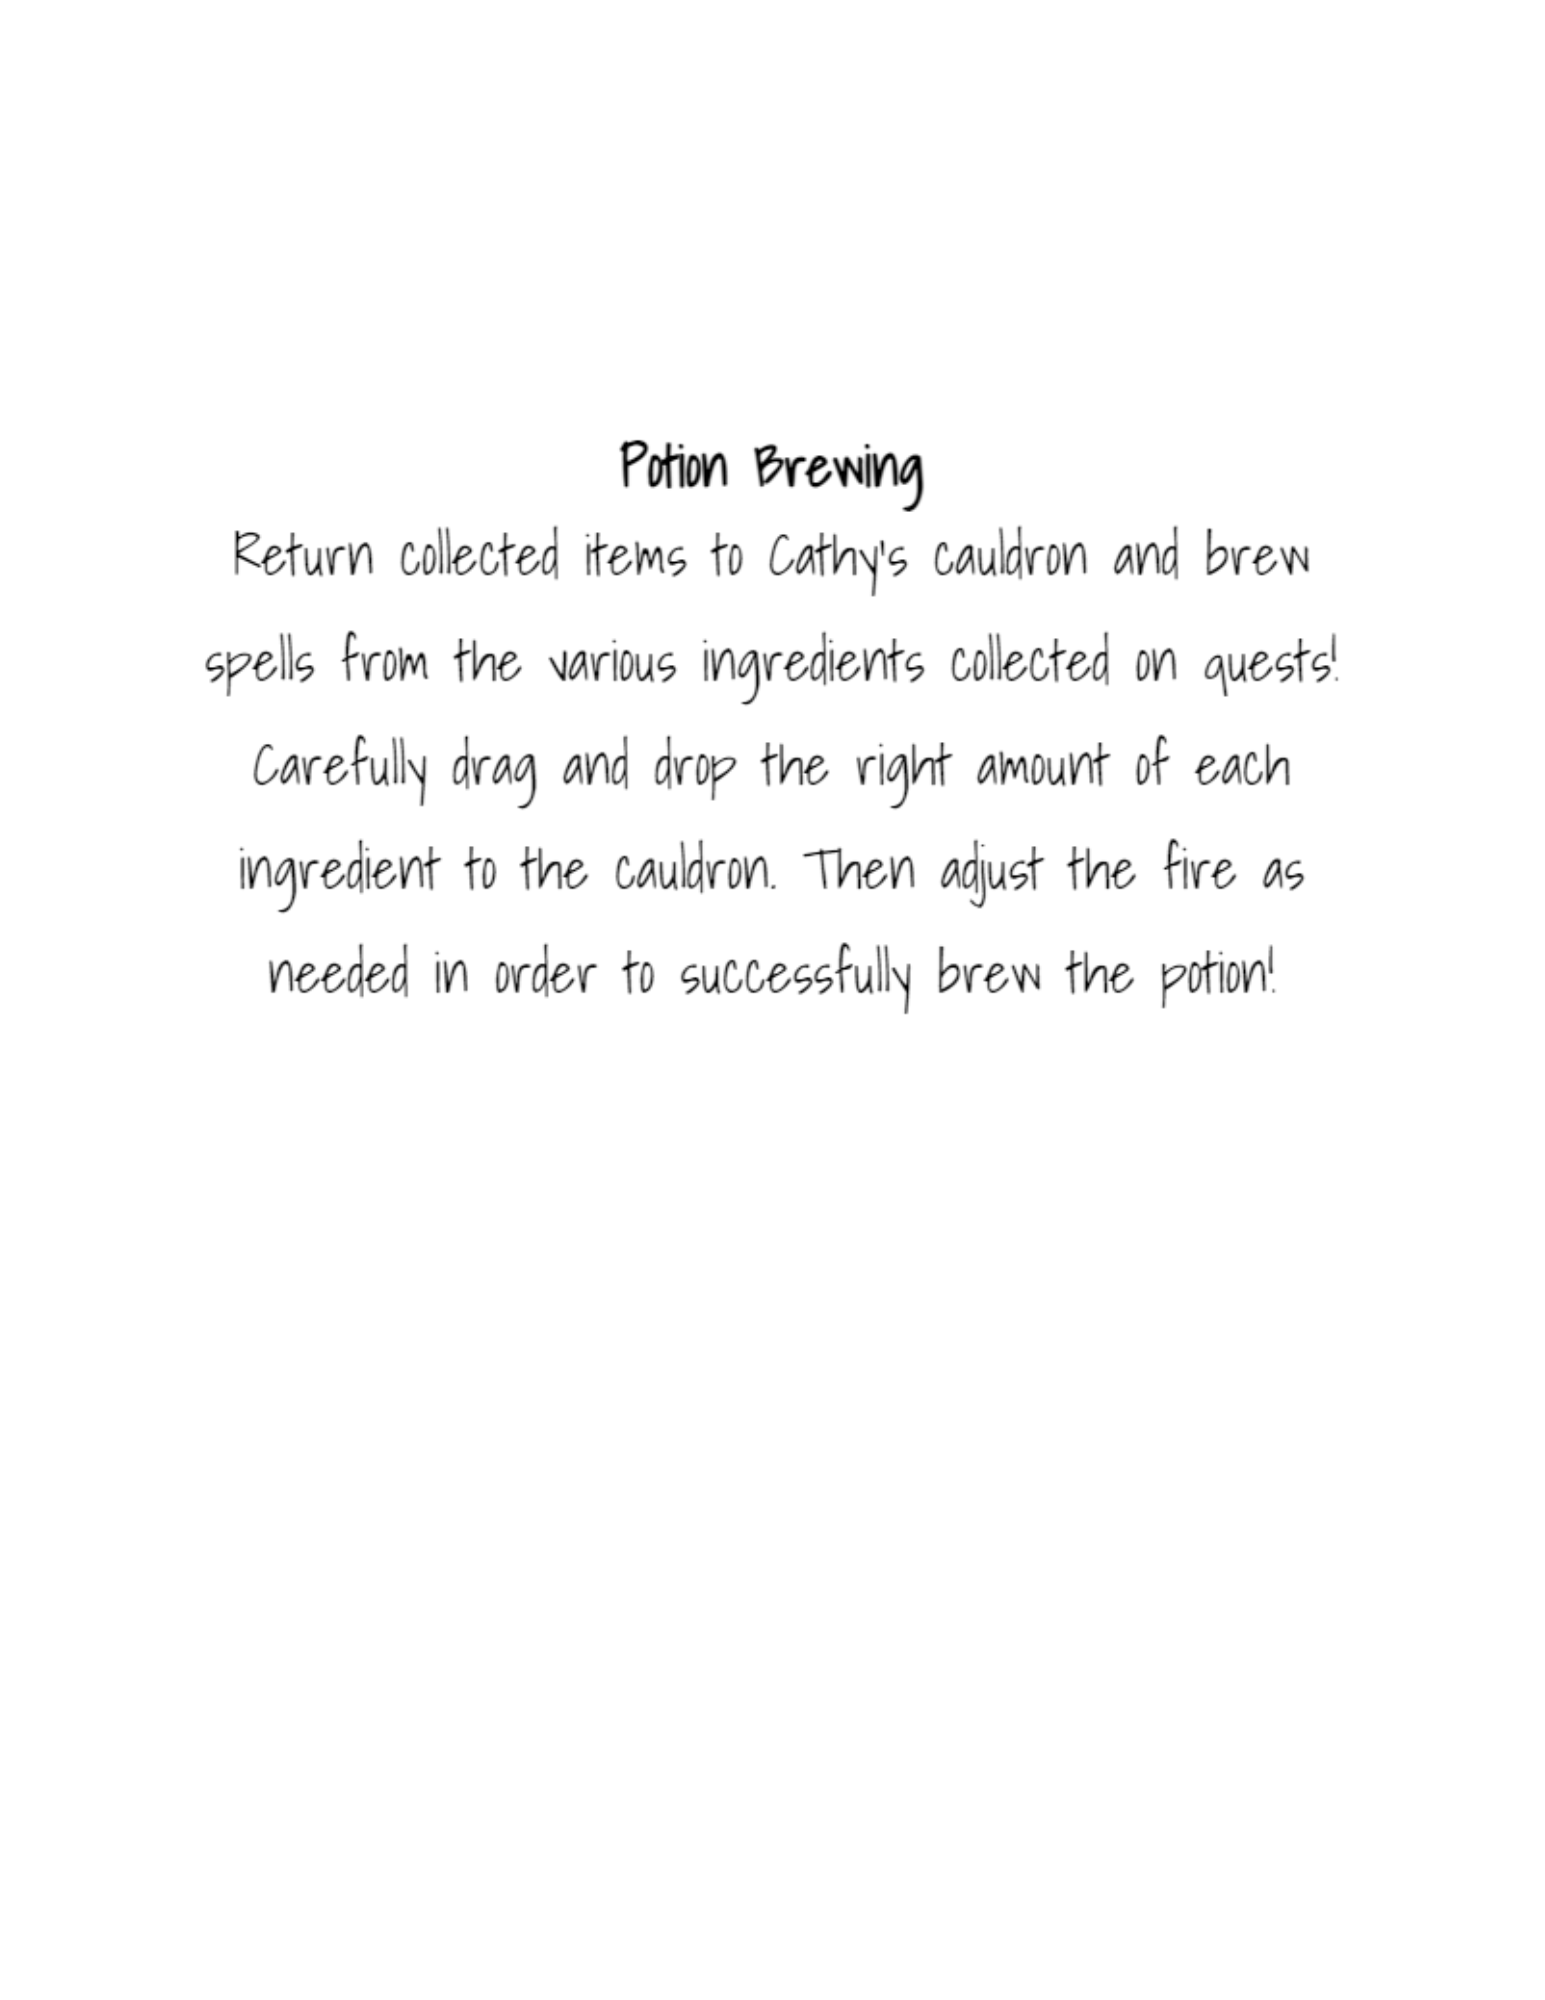 Potion Brewing
Return collected items to Cathy's cauldron and brew
spells from the various ingredients collected on quests!
Carefully drag and drop the right amount of each
ingredient to the cauldron. Then adjust the fire as
needed in order to successfully brew the potion!